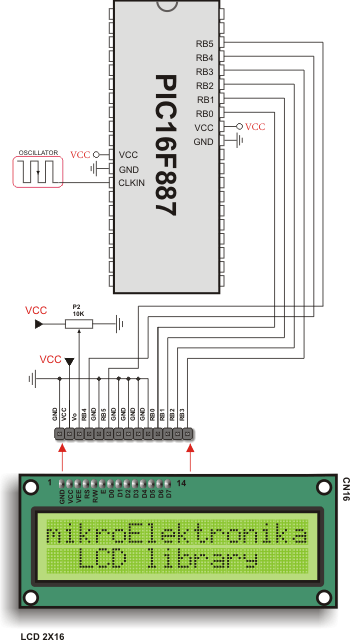 RB5
RB4
RB3
RB2
RB1
RB0
VCC VCC
GND
PIC16F887
OSCILLATOR
VCC VCC
GND
CLKIN
VCC
P2
10K
VCC
GND VCC Vo RB4 GND RB5 GND GND GND GND RB0 RB1 RB2 RB3
1 14
GND VCC VEE RS R/W E D0 D1 D2 D3 D4 D5 D6 D7
CN16
mikroElektronika
LCD library
LCD 2X16